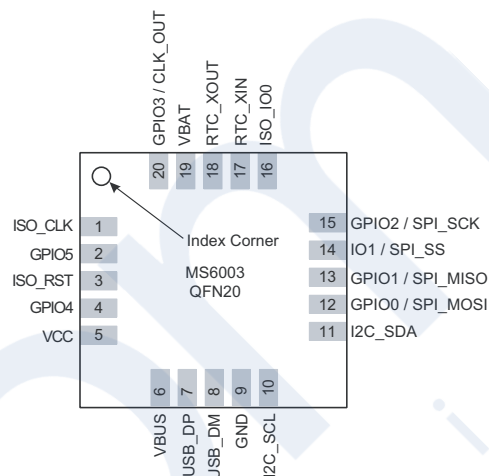 GPIO3 / CLK_OUT
VBAT
RTC_XOUT
RTC_XIN
ISO_IO0
20
19
18
17
16
ISO_CLK 1
GPIO5 2
ISO_RST 3
GPIO4 4
VCC 5
Index Corner
MS6003
QFN20
15 GPIO2 / SPI_SCK
14 IO1 / SPI_SS
13 GPIO1 / SPI_MISO
12 GPIO0 / SPI_MOSI
11 I2C_SDA
6
7
8
9
10
VBUS
USB_DP
USB_DM
GND
I2C_SCL